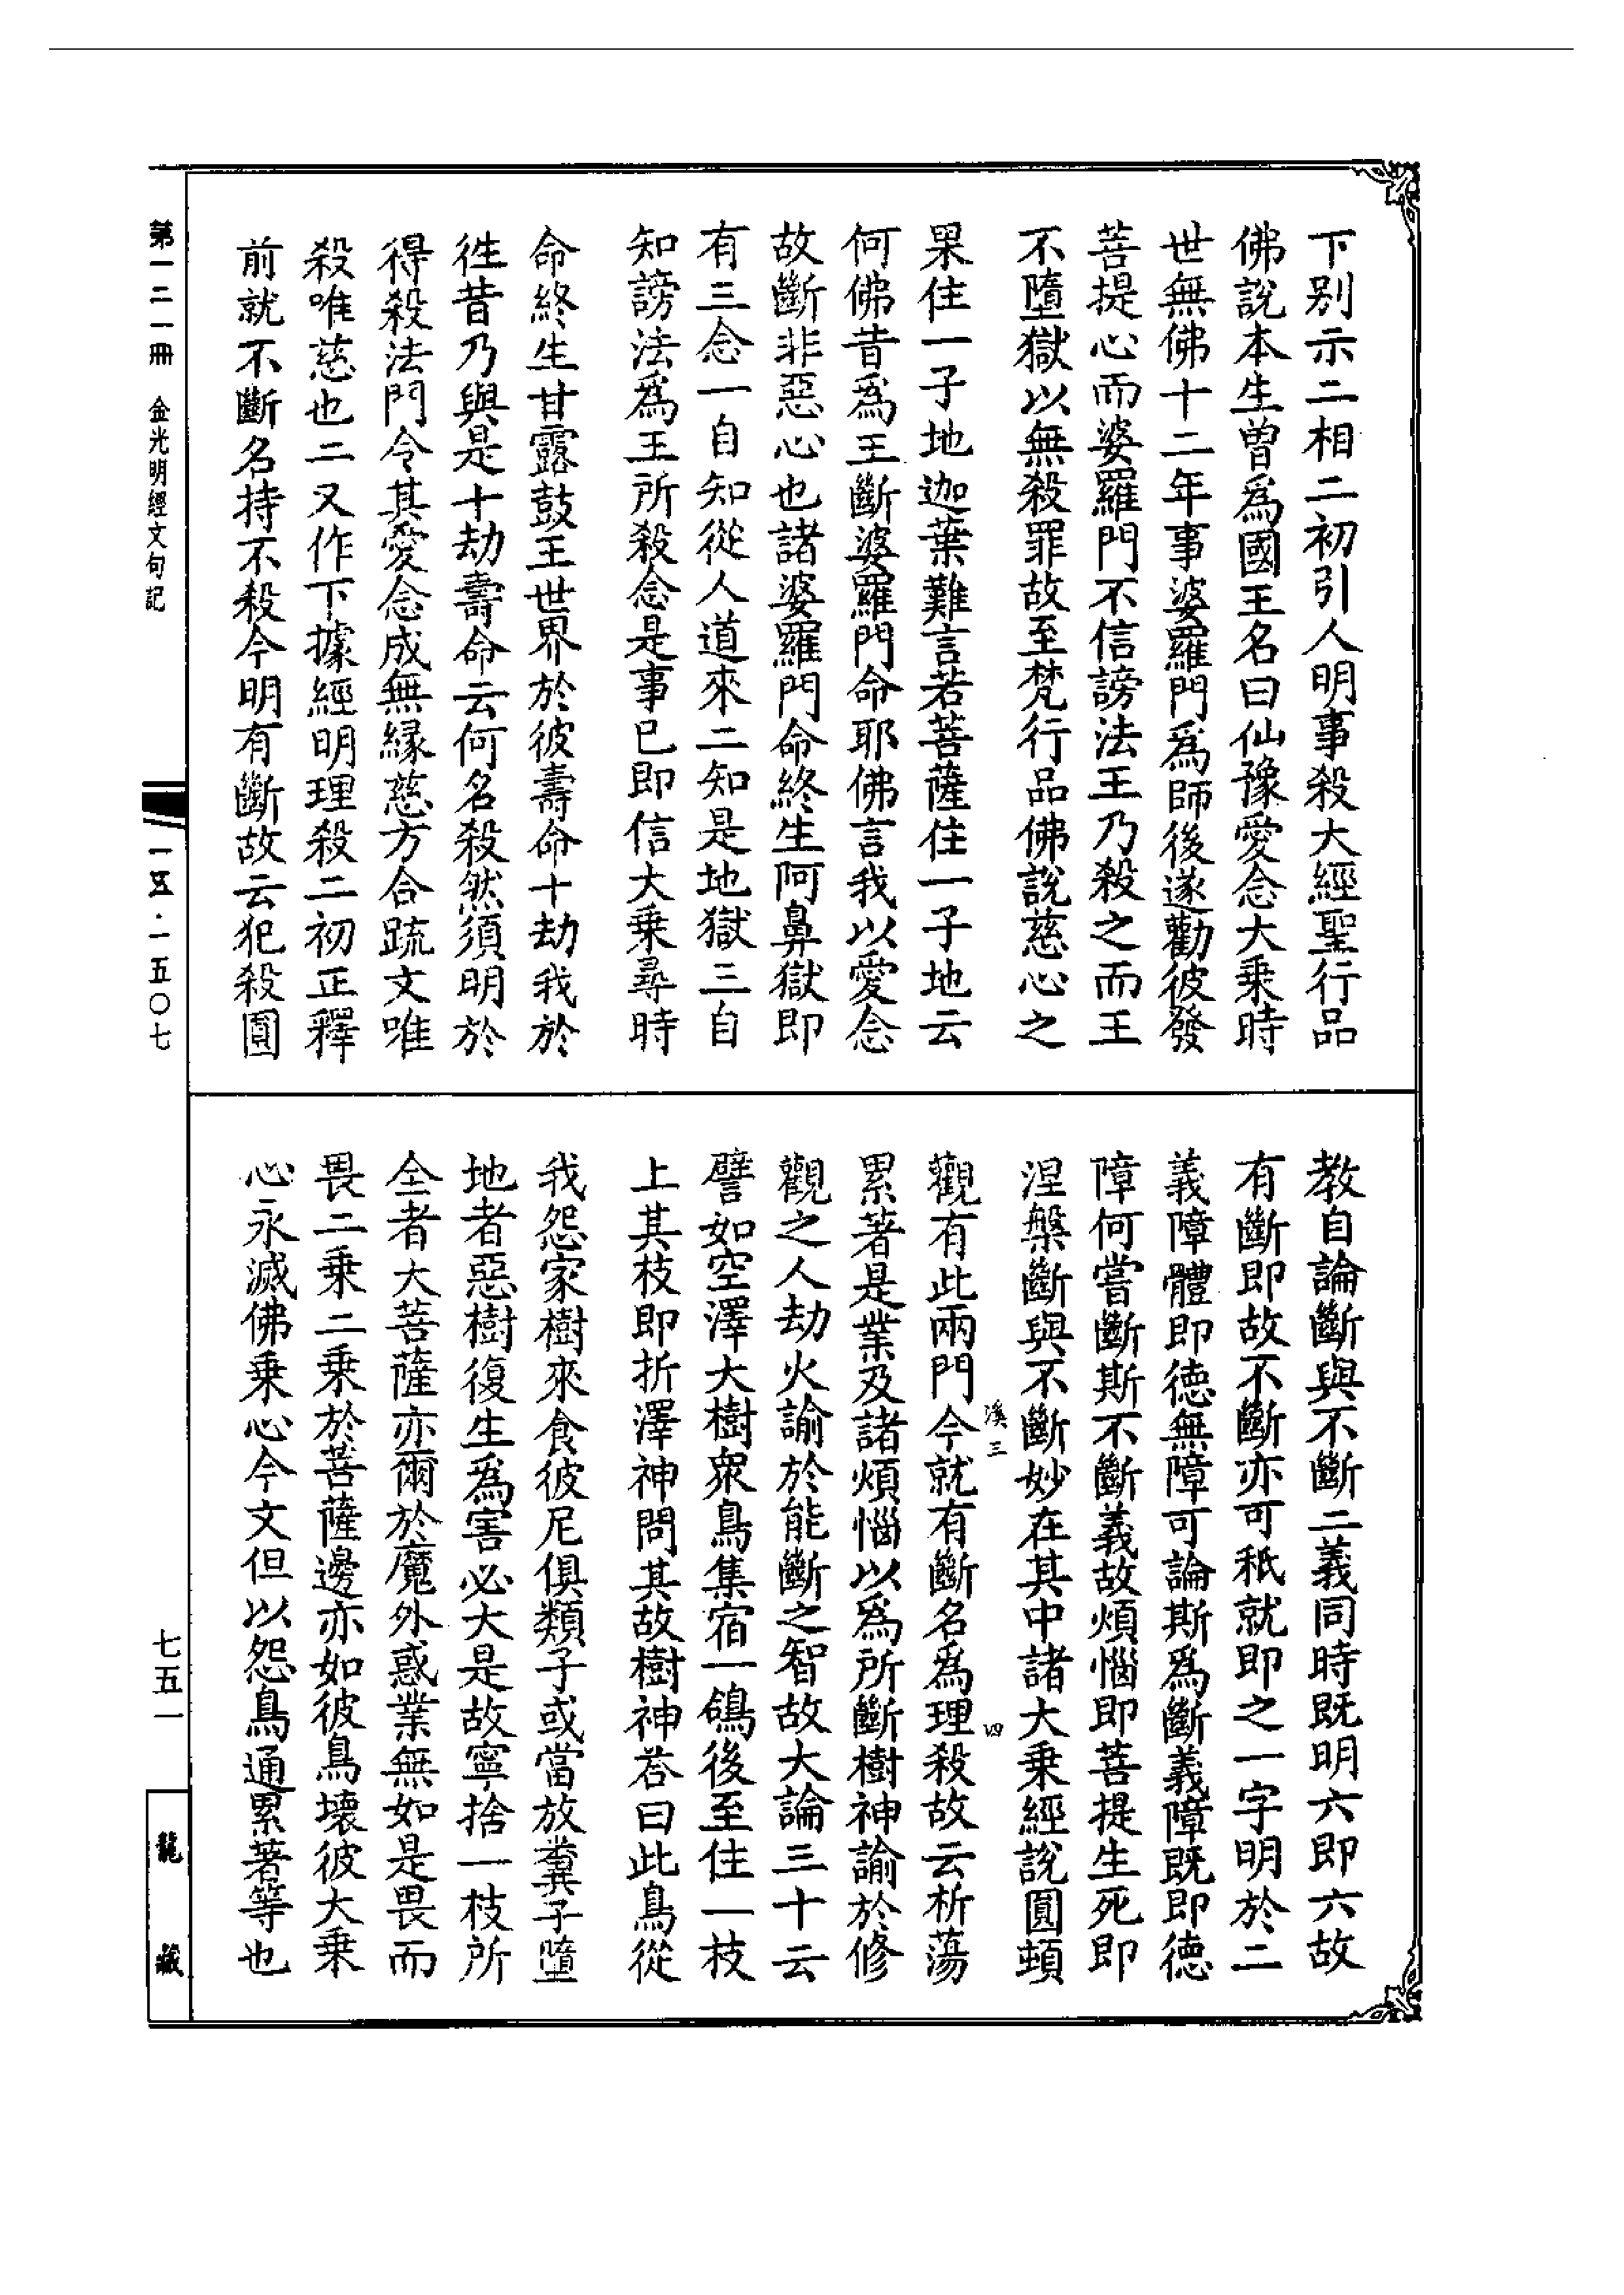 下別示二相二初引人明事殺大經聖行品
佛說本生曾爲國王名曰仙豫愛念大乘時
世無佛十二年事婆羅門爲師後遂勸彼發
菩提心而婆羅門不信謗法王乃殺之而王
不墮獄以無殺罪故至梵行品佛說慈心之
果住一子地迦葉難言若菩薩住一子地云
何佛昔爲王斷婆羅門命耶佛言我以愛念
故斷非惡心也諸婆羅門命終生阿鼻獄即
有三念一自知從人道來二知是地獄三自
知謗法爲王所殺念是事已即信大乘尋時
命終生甘露鼓王世界於彼壽命十劫我於
徃昔乃與是十劫壽命云何名殺然須明於
得殺法門令其愛念成無緣慈方合䟽文唯
殺唯慈也二又作下據經明理殺二初正釋
前就不斷名持不殺今明有斷故云犯殺圓
教自論斷與不斷二義同時既明六即六故
有斷即故不斷亦可秖就即之一字明於二
義障體即德無障可論斯爲斷義障既即德
障何嘗斷斯不斷義故煩惱即菩提生死即
涅槃斷與不斷妙在其中諸大乘經說圓頓
觀有此兩門今就有斷名爲理殺故云析蕩
累著是業及諸煩惱以爲所斷樹神諭於修
觀之人劫火諭於能斷之智故大論三十云
譬如空澤大樹衆鳥集宿一鴿後至住一枝
上其枝即折澤神問其故樹神荅曰此鳥從
我怨家樹來食彼尼俱類子或當放糞子墮
地者惡樹復生爲害必大是故寧捨一枝所
全者大菩薩亦爾於魔外惑業無如是畏而
畏二乘二乘於菩薩邊亦如彼鳥壞彼大乘
心永滅佛乘心今文但以怨鳥通累著等也
溪三
四
第一二一冊 金光明經文句記
一五·一五〇七
七五一
龍藏